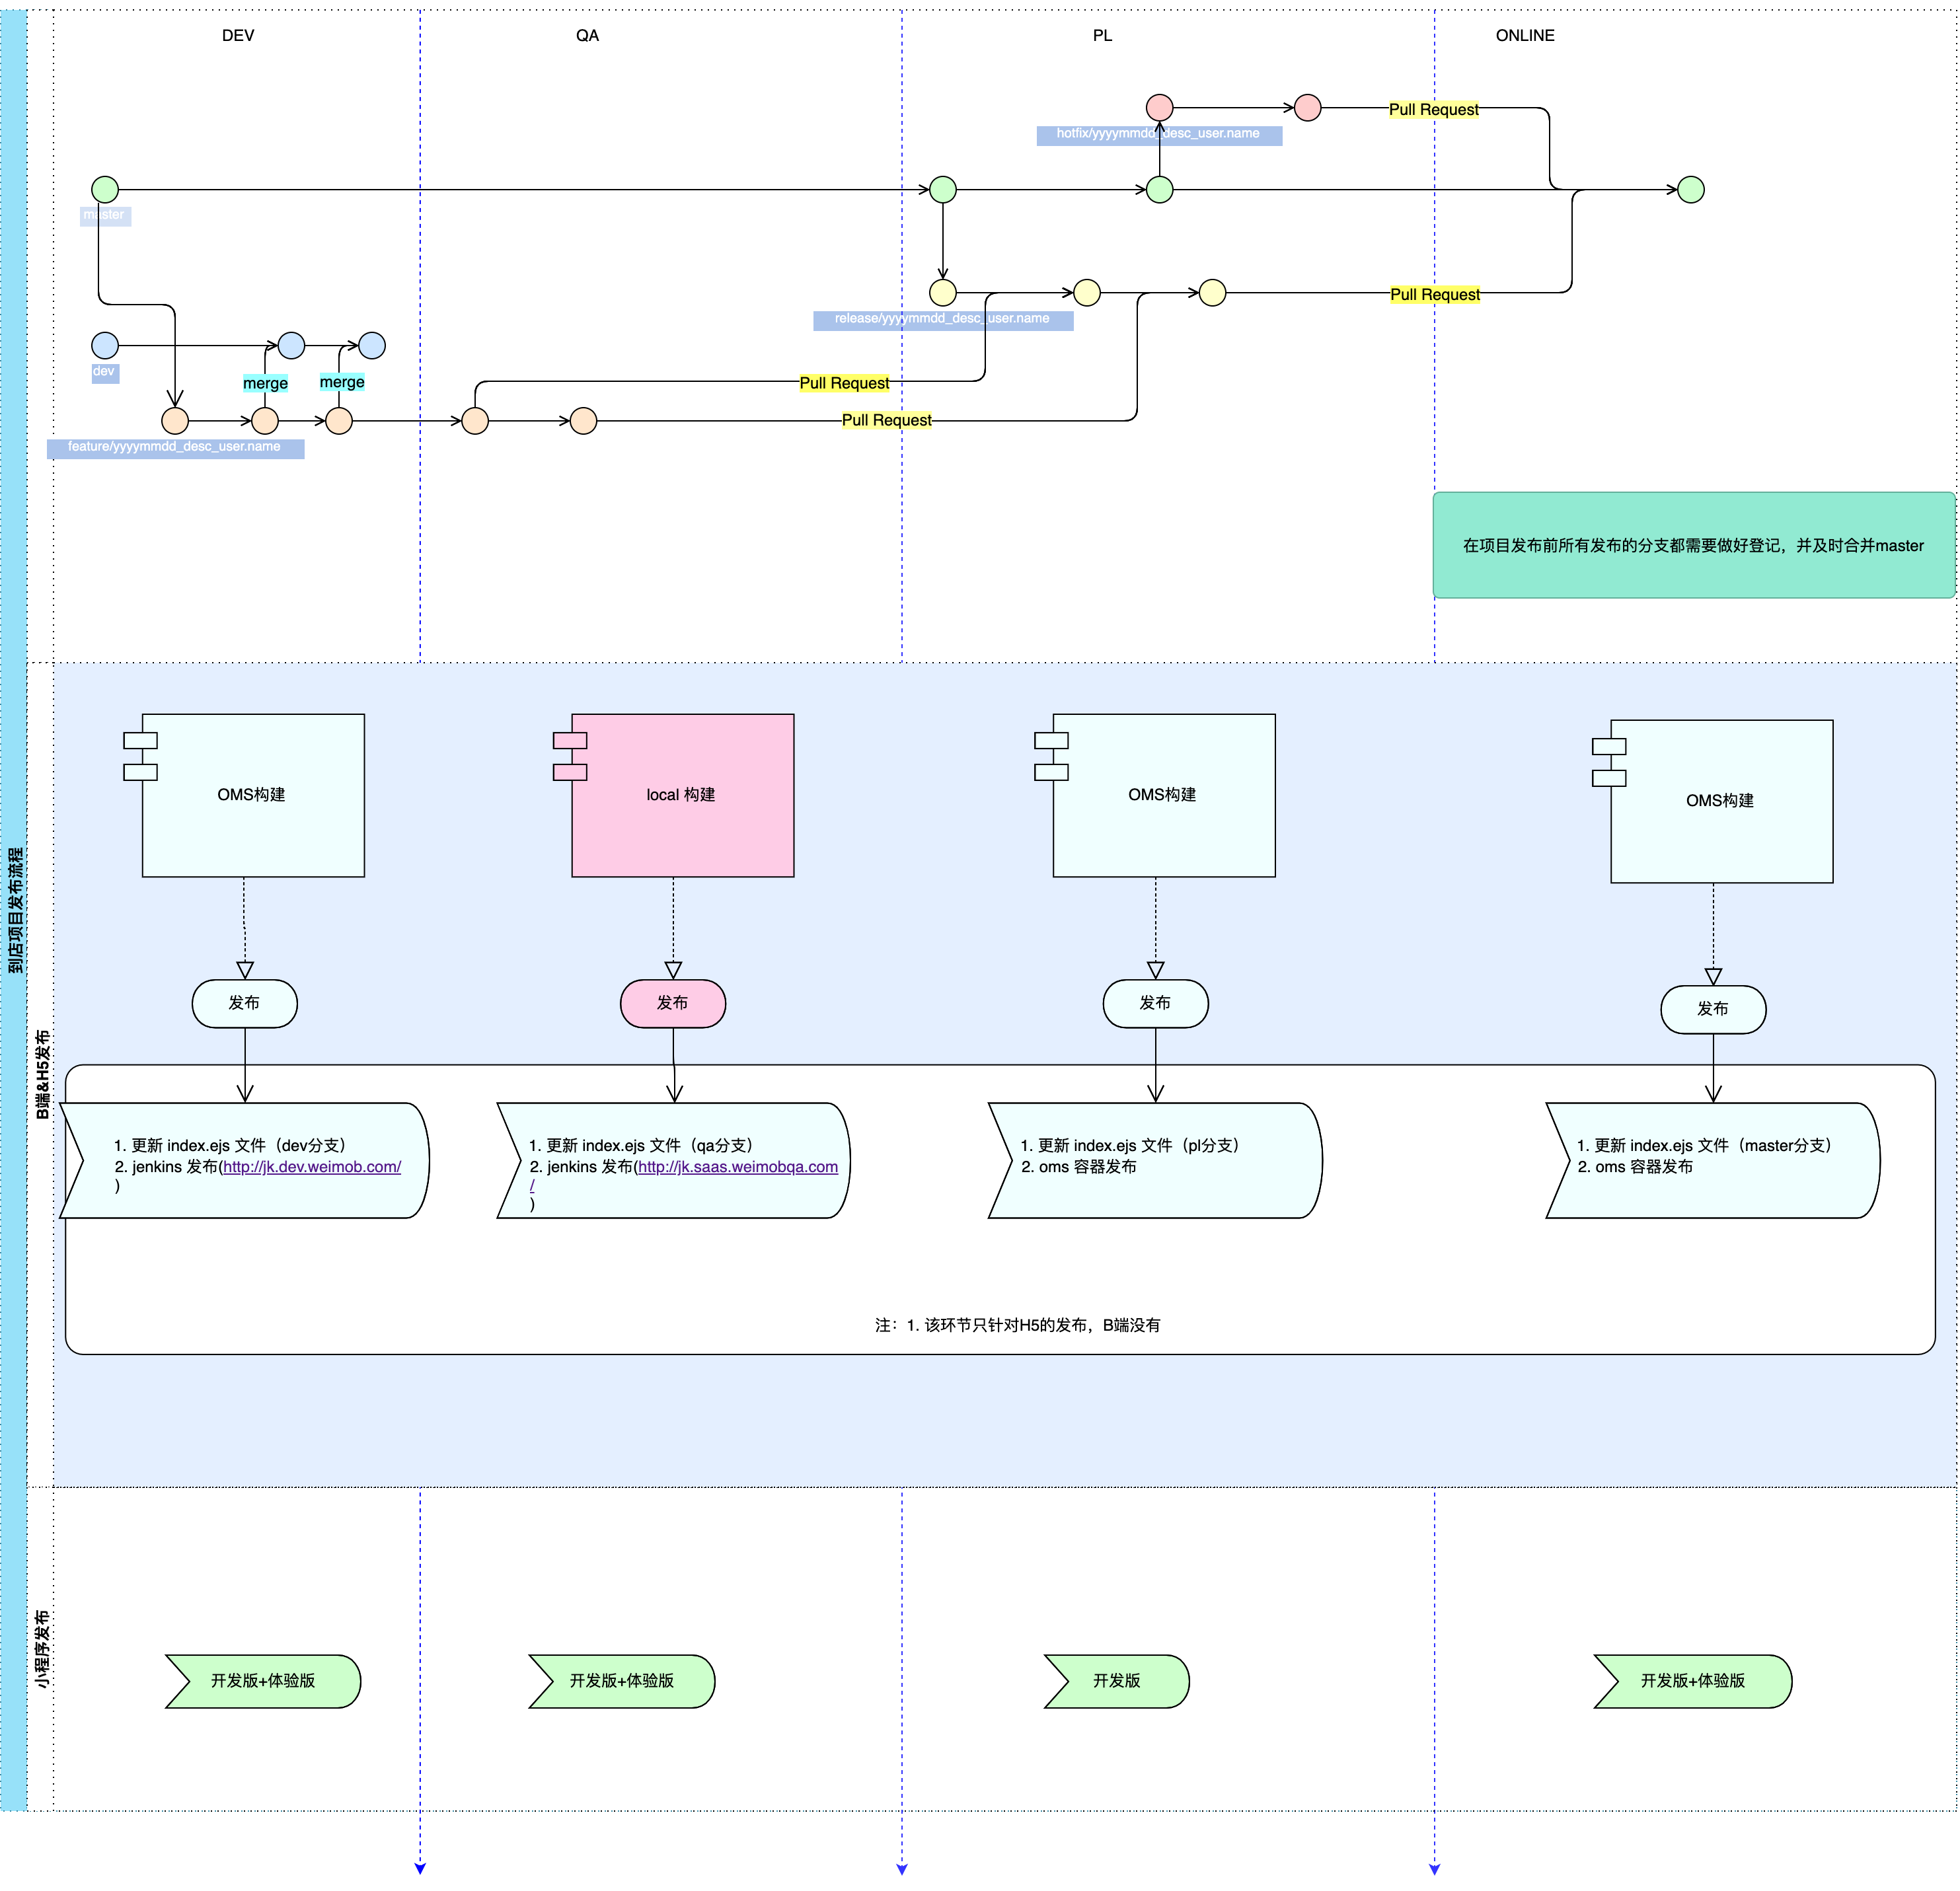 DEV
QA
PL
ONLINE
Pull Request
hotfix/yyyymmdd_desc_user.name
master
Pull Request
release/yyyymmdd_desc_user.name
dev
merge
merge
Pull Request
Pull Request
feature/yyyymmdd_desc_user.name
在项目发布前所有发布的分支都需要做好登记，并及时合并master
到店项目发布流程
B端&H5发布
OMS构建
local 构建
OMS构建
OMS构建
发布
发布
发布
发布
1. 更新 index.ejs 文件（dev分支）
2. jenkins 发布(http://jk.dev.weimob.com/
)
1. 更新 index.ejs 文件（qa分支）
2. jenkins 发布(http://jk.saas.weimobqa.com
/
)
1. 更新 index.ejs 文件（pl分支）
2. oms 容器发布
1. 更新 index.ejs 文件（master分支）
2. oms 容器发布
注：1. 该环节只针对H5的发布，B端没有
小程序发布
开发版+体验版
开发版+体验版
开发版
开发版+体验版